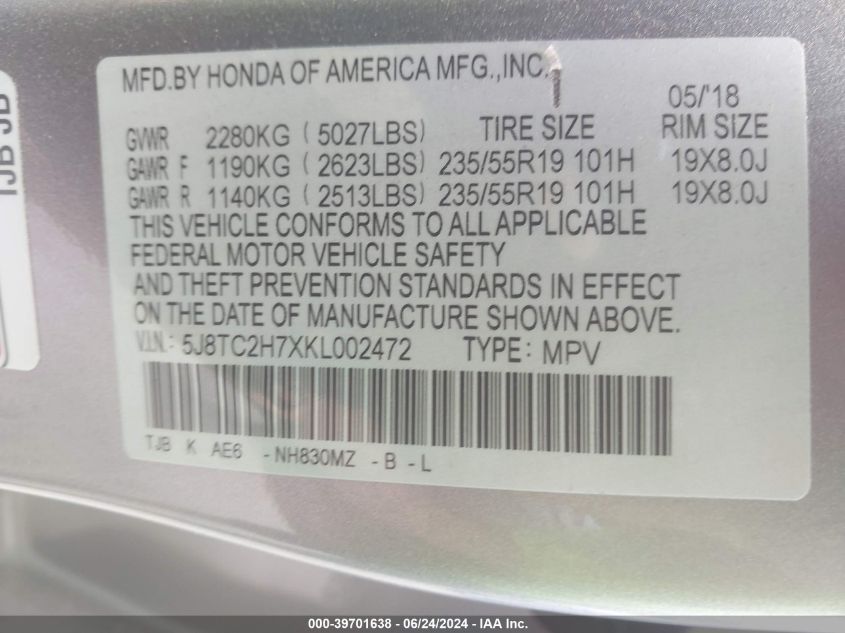 MFD.BY HONDA OF AMERICA MFG.,INC.
05/'18
GVWR 2280KG ( 5027LBS) TIRE SIZE RIM SIZE
GAWR F 1190KG ( 2623LBS) 235/55R19 101H 19X8.0J
GAWR R 1140KG ( 2513LBS) 235/55R19 101H 19X8.0J
THIS VEHICLE CONFORMS TO ALL APPLICABLE
FEDERAL MOTOR VEHICLE SAFETY
AND THEFT PREVENTION STANDARDS IN EFFECT
ON THE DATE OF MANUFACTURE SHOWN ABOVE.
V.I.N.: 5J8TC2H7XKL002472 TYPE: MPV
TJB K AE6 -NH830MZ -B -L
TJB
000-39701638 - 06/24/2024 - IAA Inc.